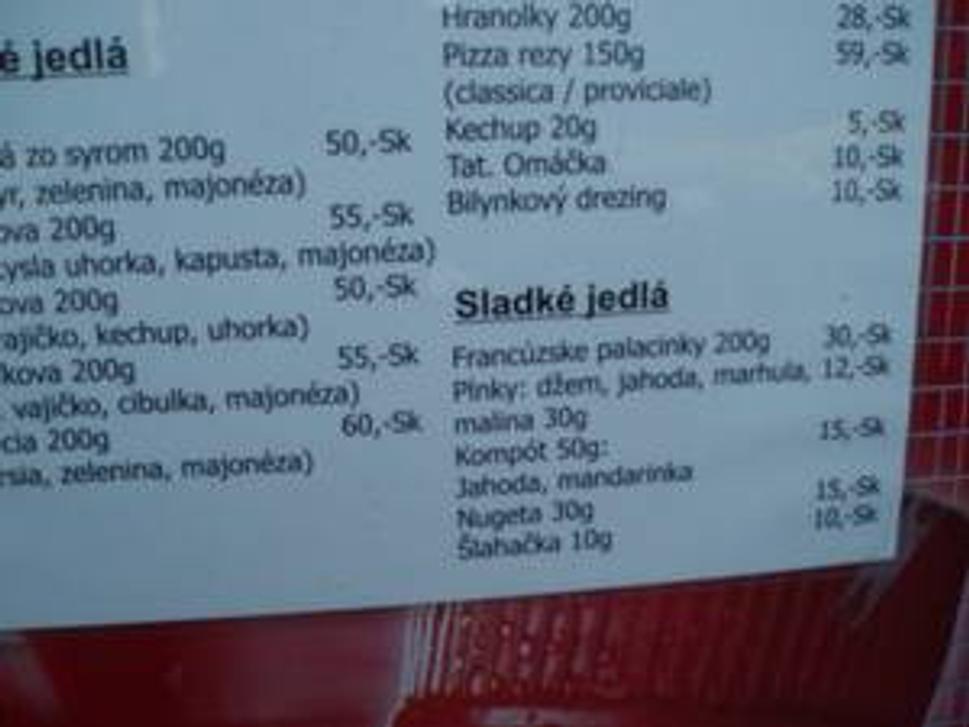 é jedlá
á zo syrom 200g 50,-Sk
yr, zelenina, majonéza)
ova 200g 55,-Sk
kysla uhorka, kapusta, majonéza)
ova 200g 50,-Sk
vajíčko, kechup, uhorka)
kova 200g 55,-Sk
vajíčko, cibulka, majonéza)
cia 200g 60,-Sk
rsia, zelenina, majonéza)
Hranolky 200g 28,-Sk
Pizza rezy 150g 59,-Sk
(classica / proviciale)
Kechup 20g 5,-Sk
Tat. Omáčka 10,-Sk
Bilynkový drezing 10,-Sk
Sladké jedlá
Francúzske palacinky 200g 30,-Sk
Plnky: džem, jahoda, marhula, 12,-Sk
malina 30g
Kompót 50g: 15,-Sk
Jahoda, mandarinka
Nugeta 30g 15,-Sk
Šlahačka 10g 10,-Sk